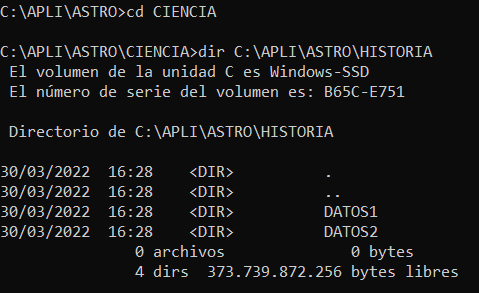 C:\APLI\ASTRO>cd CIENCIA
C:\APLI\ASTRO\CIENCIA>dir C:\APLI\ASTRO\HISTORIA
El volumen de la unidad C es Windows-SSD
El número de serie del volumen es: B65C-E751
Directorio de C:\APLI\ASTRO\HISTORIA
30/03/2022  16:28    <DIR>          .
30/03/2022  16:28    <DIR>          ..
30/03/2022  16:28    <DIR>          DATOS1
30/03/2022  16:28    <DIR>          DATOS2
0 archivos              0 bytes
4 dirs  373.739.872.256 bytes libres